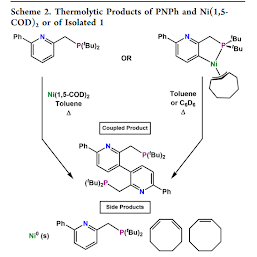 Scheme 2. Thermolytic Products of PNPh and Ni(1,5-
COD)₂ or of Isolated 1
Ph N P(ᵗBu)₂
OR
Ph N P ᵗBu ᵗBu
Ni
Ni(1,5-COD)₂
Toluene
Δ
Toluene
or C₆D₆
Δ
Coupled Product
Ph N P(ᵗBu)₂
(ᵗBu)₂P N Ph
Side Products
Ni⁰ (s)
Ph N P(ᵗBu)₂